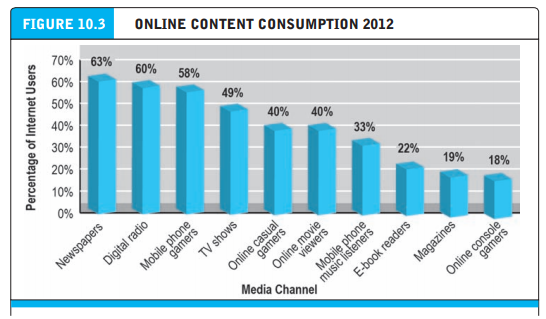 FIGURE 10.3 ONLINE CONTENT CONSUMPTION 2012
Percentage of Internet Users
70%
60%
50%
40%
30%
20%
10%
0%
63%
60%
58%
49%
40%
40%
33%
22%
19%
18%
Newspapers
Digital radio
Mobile phone
gamers
TV shows
Online casual
gamers
Online movie
viewers
Mobile phone
music listeners
E-book readers
Magazines
Online console
gamers
Media Channel